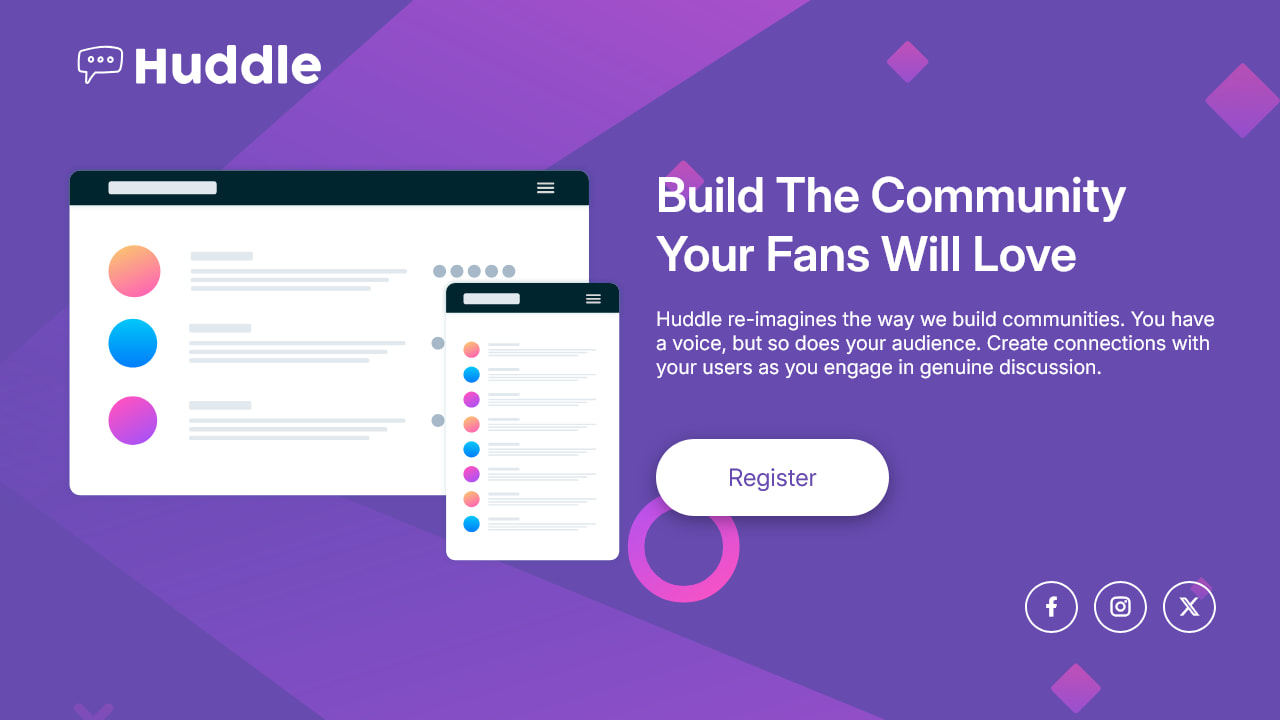 Huddle
Build The Community
Your Fans Will Love
Huddle re-imagines the way we build communities. You have
a voice, but so does your audience. Create connections with
your users as you engage in genuine discussion.
Register